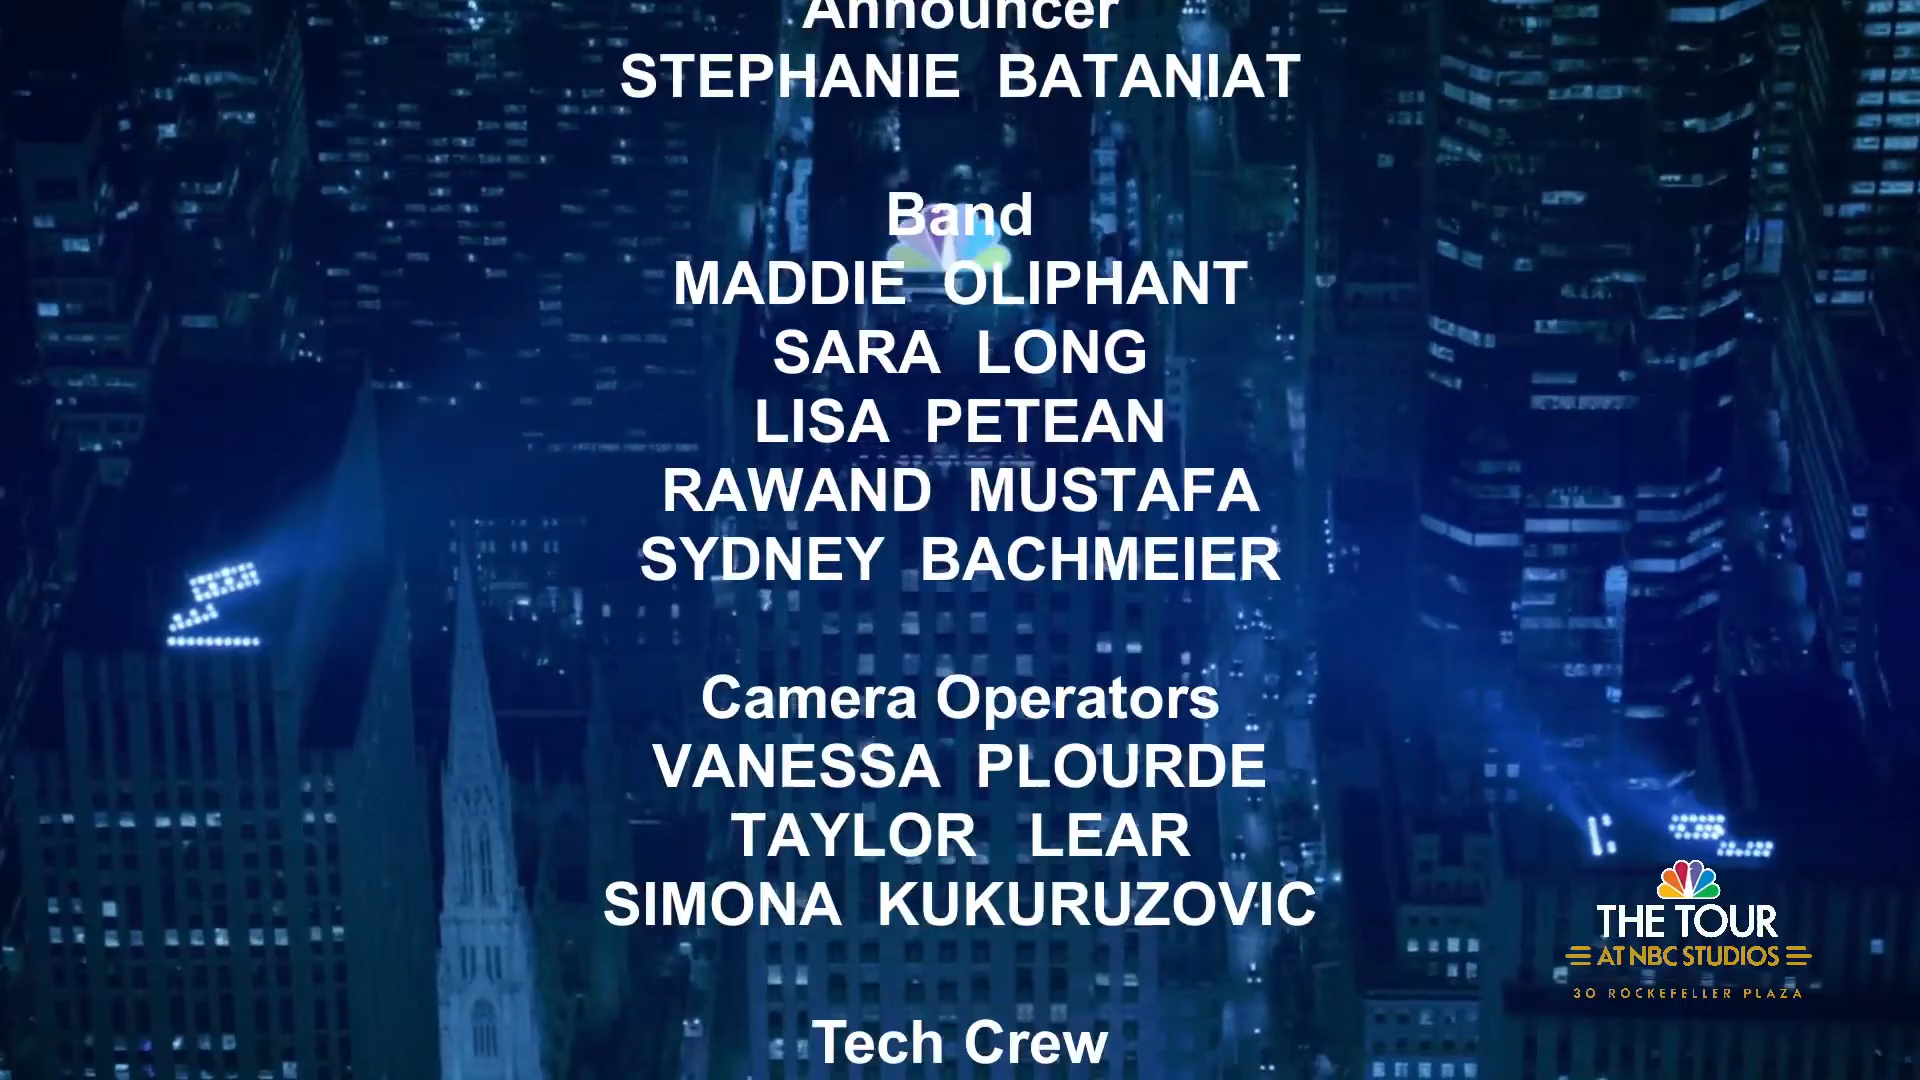 Announcer
STEPHANIE BATANIAT
Band
MADDIE OLIPHANT
SARA LONG
LISA PETEAN
RAWAND MUSTAFA
SYDNEY BACHMEIER
Camera Operators
VANESSA PLOURDE
TAYLOR LEAR
SIMONA KUKURUZOVIC
THE TOUR
AT NBC STUDIOS
30 ROCKEFELLER PLAZA
Tech Crew